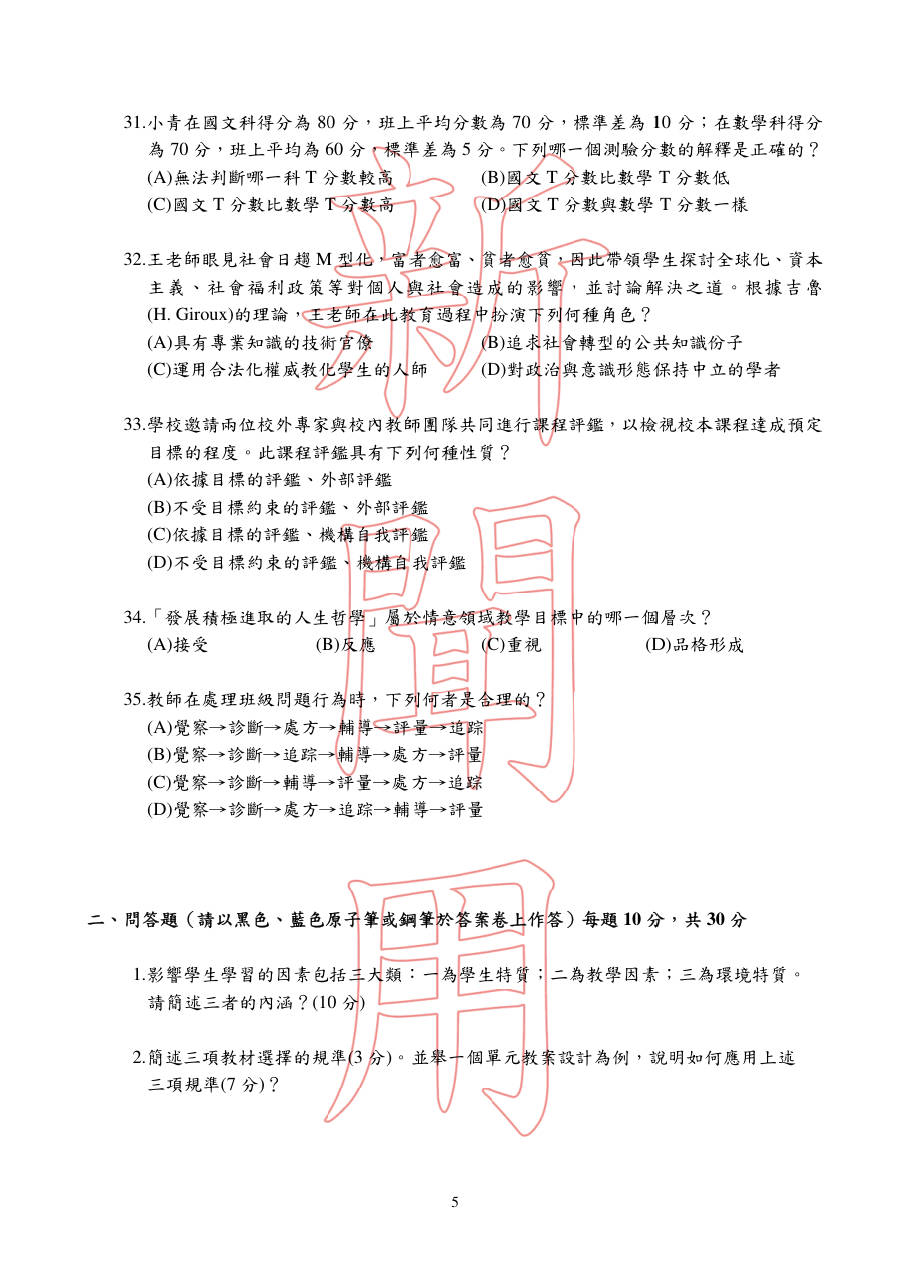 31.小青在國文科得分為 80 分，班上平均分數為 70 分，標準差為 10 分；在數學科得分
為 70 分，班上平均為 60 分，標準差為 5 分。下列哪一個測驗分數的解釋是正確的？
(A)無法判斷哪一科 T 分數較高 (B)國文 T 分數比數學 T 分數低
(C)國文 T 分數比數學 T 分數高 (D)國文 T 分數與數學 T 分數一樣
32.王老師眼見社會日趨 M 型化，富者愈富、貧者愈貧，因此帶領學生探討全球化、資本
主義、社會福利政策等對個人與社會造成的影響，並討論解決之道。根據吉魯
(H. Giroux)的理論，王老師在此教育過程中扮演下列何種角色？
(A)具有專業知識的技術官僚 (B)追求社會轉型的公共知識份子
(C)運用合法化權威教化學生的人師 (D)對政治與意識形態保持中立的學者
33.學校邀請兩位校外專家與校內教師團隊共同進行課程評鑑，以檢視校本課程達成預定
目標的程度。此課程評鑑具有下列何種性質？
(A)依據目標的評鑑、外部評鑑
(B)不受目標約束的評鑑、外部評鑑
(C)依據目標的評鑑、機構自我評鑑
(D)不受目標約束的評鑑、機構自我評鑑
34.「發展積極進取的人生哲學」屬於情意領域教學目標中的哪一個層次？
(A)接受 (B)反應 (C)重視 (D)品格形成
35.教師在處理班級問題行為時，下列何者是合理的？
(A)覺察→診斷→處方→輔導→評量→追踪
(B)覺察→診斷→追踪→輔導→處方→評量
(C)覺察→診斷→輔導→評量→處方→追踪
(D)覺察→診斷→處方→追踪→輔導→評量
二、問答題（請以黑色、藍色原子筆或鋼筆於答案卷上作答）每題 10 分，共 30 分
1.影響學生學習的因素包括三大類：一為學生特質；二為教學因素；三為環境特質。
請簡述三者的內涵？(10 分)
2.簡述三項教材選擇的規準(3 分)。並舉一個單元教案設計為例，說明如何應用上述
三項規準(7 分)？
5
新
聞
用